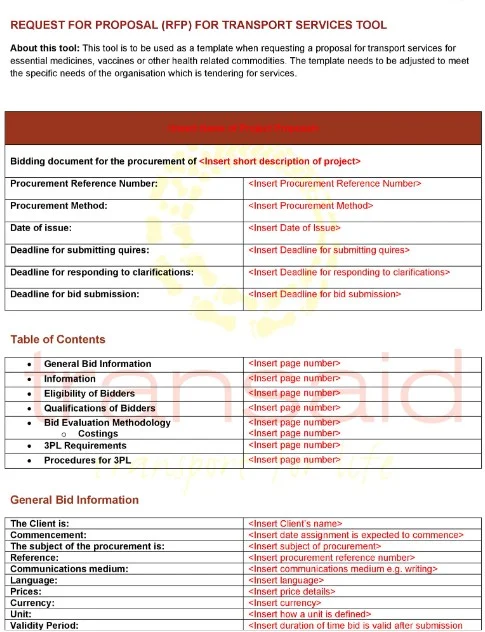 REQUEST FOR PROPOSAL (RFP) FOR TRANSPORT SERVICES TOOL
About this tool: This tool is to be used as a template when requesting a proposal for transport services for
essential medicines, vaccines or other health related commodities. The template needs to be adjusted to meet
the specific needs of the organisation which is tendering for services.
Bidding document for the procurement of <Insert short description of project>
Procurement Reference Number: <Insert Procurement Reference Number>
Procurement Method: <Insert Procurement Method>
Date of issue: <Insert Date of Issue>
Deadline for submitting quires: <Insert Deadline for submitting quires>
Deadline for responding to clarifications: <Insert Deadline for responding to clarifications>
Deadline for bid submission: <Insert Deadline for bid submission>
Table of Contents
• General Bid Information <Insert page number>
• Information <Insert page number>
• Eligibility of Bidders <Insert page number>
• Qualifications of Bidders <Insert page number>
• Bid Evaluation Methodology <Insert page number>
o Costings <Insert page number>
• 3PL Requirements <Insert page number>
• Procedures for 3PL <Insert page number>
transaid
transport for life
General Bid Information
The Client is: <Insert Client's name>
Commencement: <Insert date assignment is expected to commence>
The subject of the procurement is: <Insert subject of procurement>
Reference: <Insert procurement reference number>
Communications medium: <Insert communications medium e.g. writing>
Language: <Insert language>
Prices: <Insert price details>
Currency: <Insert currency>
Unit: <Insert how a unit is defined>
Validity Period: <Insert duration of time bid is valid after submission